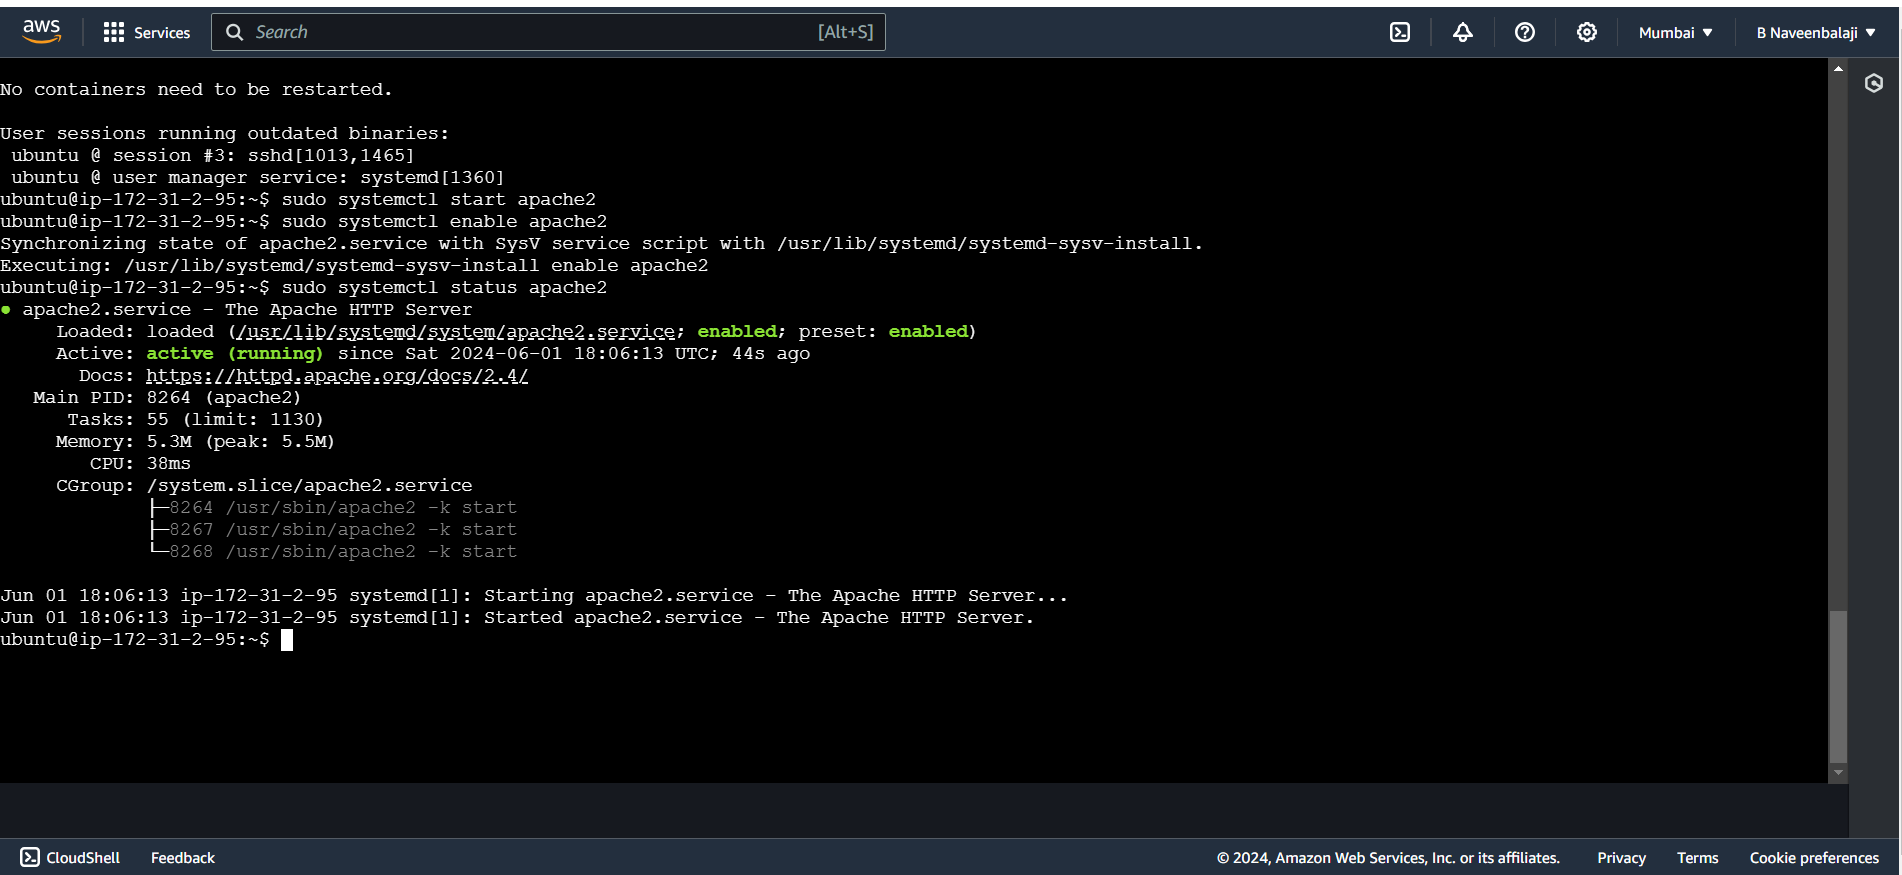 aws Services Search [Alt+S] Mumbai ▼ B Naveenbalaji ▼
No containers need to be restarted.
User sessions running outdated binaries:
ubuntu @ session #3: sshd[1013,1465]
ubuntu @ user manager service: systemd[1360]
ubuntu@ip-172-31-2-95:~$ sudo systemctl start apache2
ubuntu@ip-172-31-2-95:~$ sudo systemctl enable apache2
Synchronizing state of apache2.service with SysV service script with /usr/lib/systemd/systemd-sysv-install.
Executing: /usr/lib/systemd/systemd-sysv-install enable apache2
ubuntu@ip-172-31-2-95:~$ sudo systemctl status apache2
● apache2.service - The Apache HTTP Server
Loaded: loaded (/usr/lib/systemd/system/apache2.service; enabled; preset: enabled)
Active: active (running) since Sat 2024-06-01 18:06:13 UTC; 44s ago
Docs: https://httpd.apache.org/docs/2.4/
Main PID: 8264 (apache2)
Tasks: 55 (limit: 1130)
Memory: 5.3M (peak: 5.5M)
CPU: 38ms
CGroup: /system.slice/apache2.service
├─8264 /usr/sbin/apache2 -k start
├─8267 /usr/sbin/apache2 -k start
└─8268 /usr/sbin/apache2 -k start
Jun 01 18:06:13 ip-172-31-2-95 systemd[1]: Starting apache2.service - The Apache HTTP Server...
Jun 01 18:06:13 ip-172-31-2-95 systemd[1]: Started apache2.service - The Apache HTTP Server.
ubuntu@ip-172-31-2-95:~$
CloudShell Feedback © 2024, Amazon Web Services, Inc. or its affiliates. Privacy Terms Cookie preferences